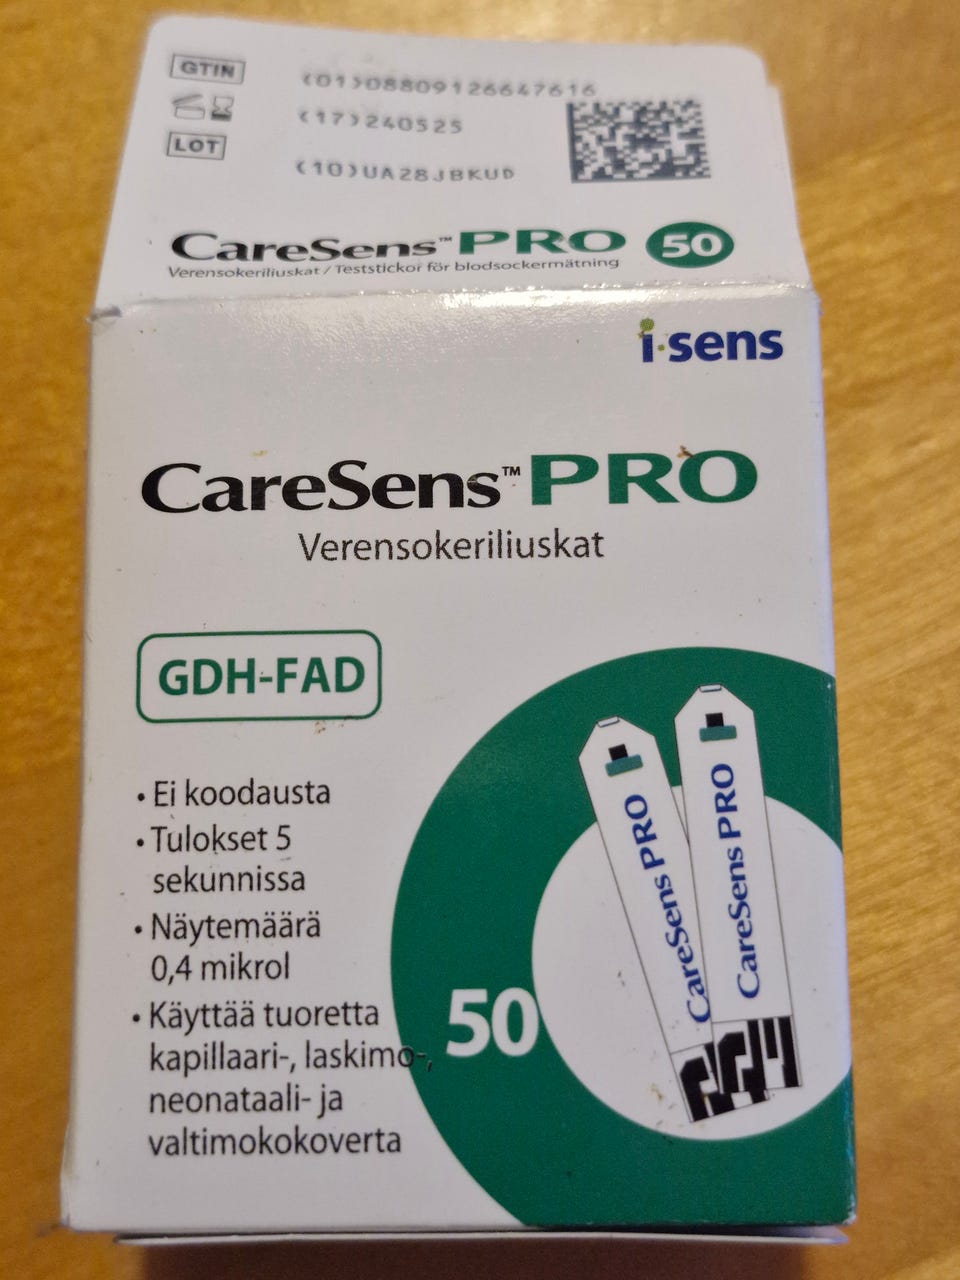 GTIN
(01)08809126647616
(17)240525
LOT
(10)UA28JBKUD
CareSens™ PRO 50
Verensokeriliuskat / Teststickor för blodsockermätning
i·sens
CareSens™ PRO
Verensokeriliuskat
GDH-FAD
• Ei koodausta
• Tulokset 5
sekunnissa
• Näytemäärä
0,4 mikrol
• Käyttää tuoretta
kapillaari-, laskimo-,
neonataali- ja
valtimokokoverta
50
CareSens PRO
CareSens PRO